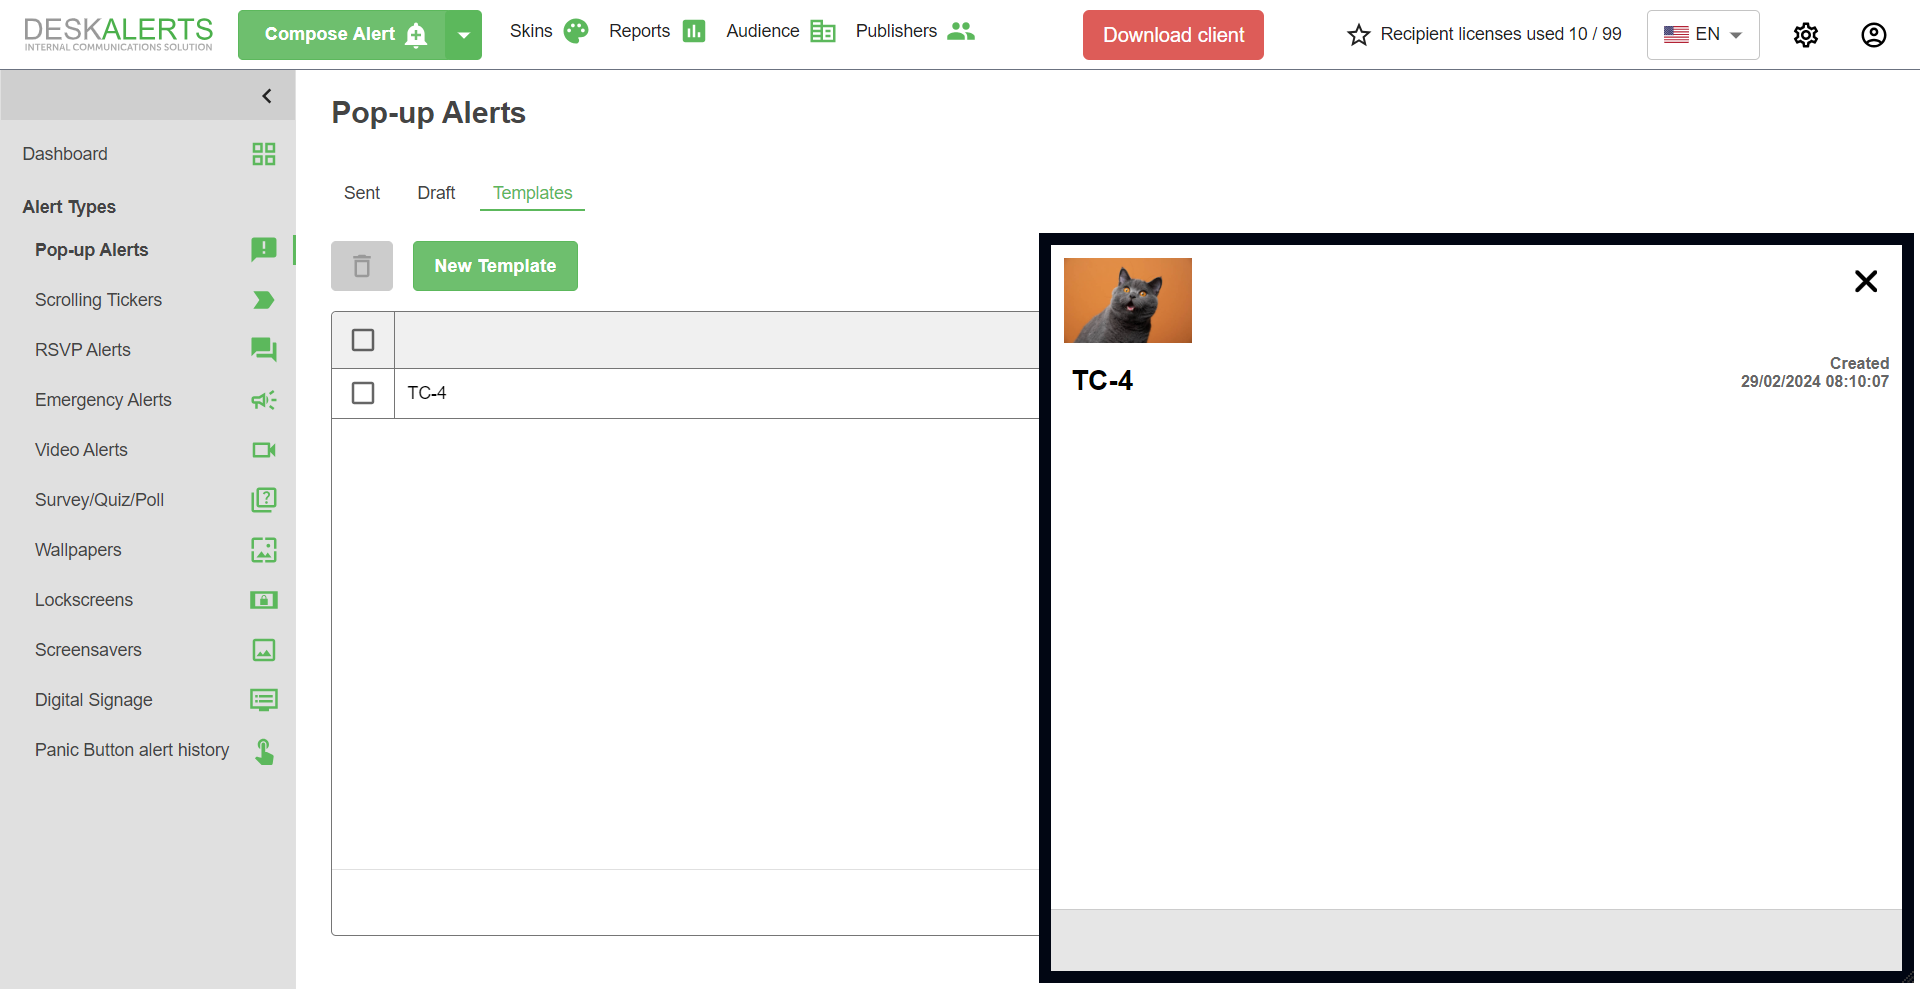 DESKALERTS
INTERNAL COMMUNICATIONS SOLUTION
Compose Alert
Skins
Reports
Audience
Publishers
Download client
Recipient licenses used 10 / 99
EN
Dashboard
Alert Types
Pop-up Alerts
Scrolling Tickers
RSVP Alerts
Emergency Alerts
Video Alerts
Survey/Quiz/Poll
Wallpapers
Lockscreens
Screensavers
Digital Signage
Panic Button alert history
Pop-up Alerts
Sent
Draft
Templates
New Template
TC-4
TC-4
Created
29/02/2024 08:10:07